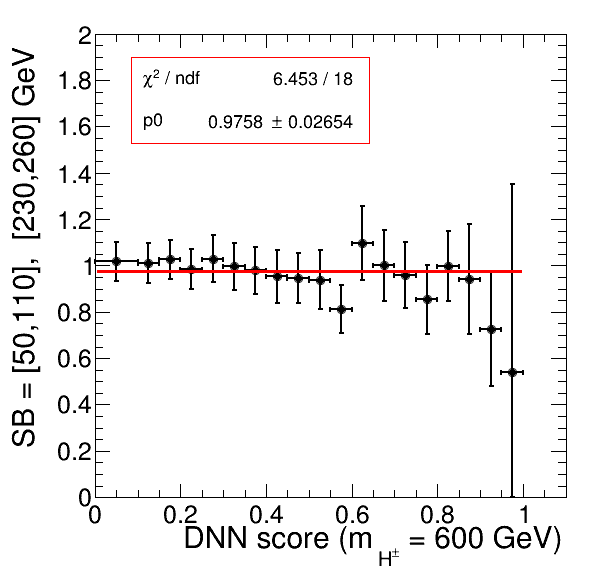 SB = [50,110], [230,260] GeV
2
1.8
1.6
1.4
1.2
1
0.8
0.6
0.4
0.2
0
χ² / ndf 6.453 / 18
p0 0.9758 ± 0.02654
0 0.2 0.4 0.6 0.8 1
DNN score (m_{H^±} = 600 GeV)